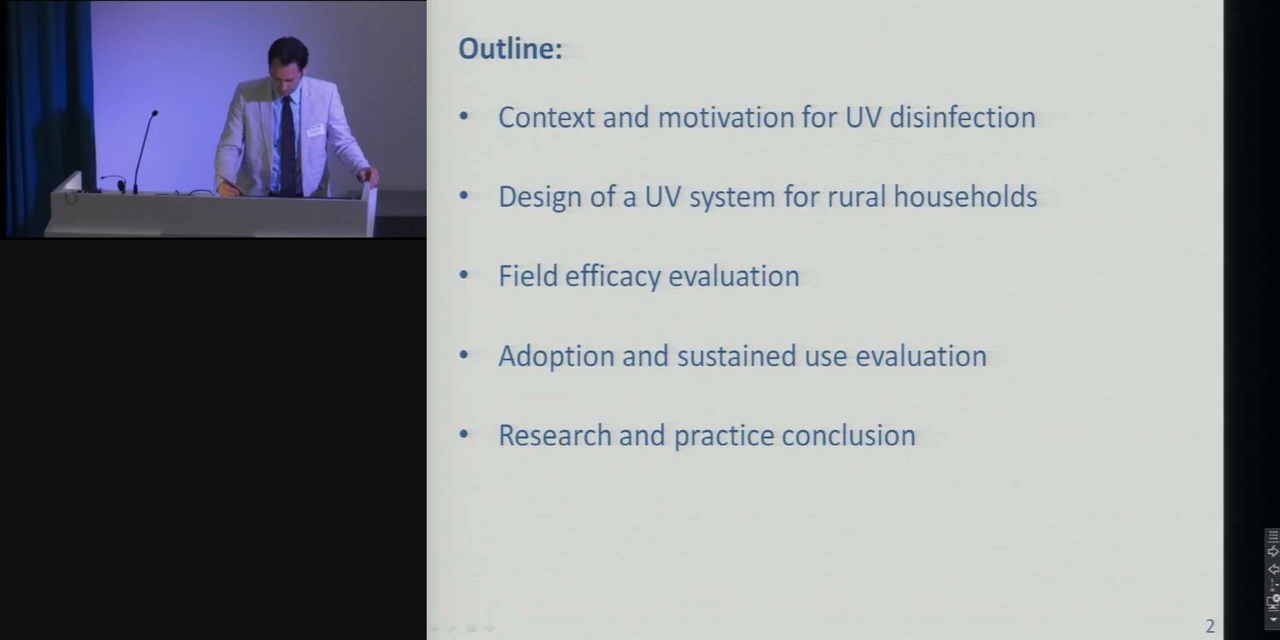 Outline:
• Context and motivation for UV disinfection
• Design of a UV system for rural households
• Field efficacy evaluation
• Adoption and sustained use evaluation
• Research and practice conclusion
2